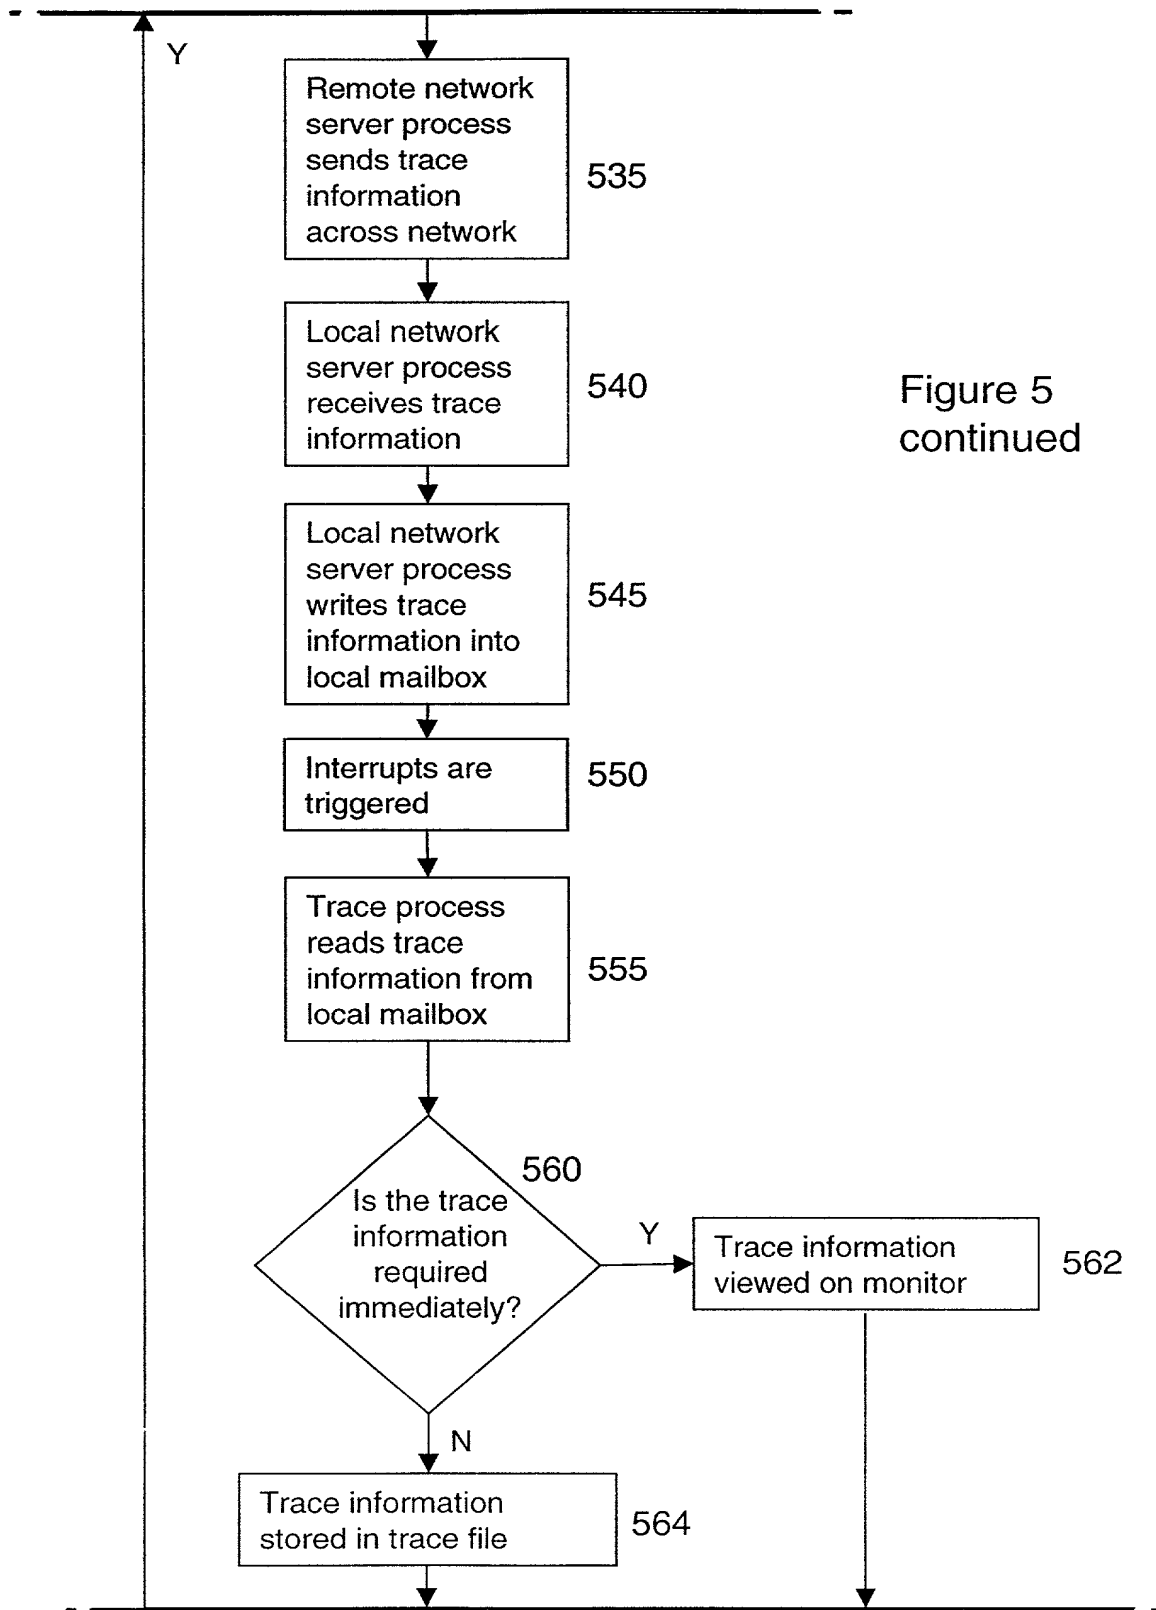 Y
Remote network
server process
sends trace
information
across network
535
Local network
server process
receives trace
information
540
Figure 5
continued
Local network
server process
writes trace
information into
local mailbox
545
Interrupts are
triggered
550
Trace process
reads trace
information from
local mailbox
555
560
Is the trace
information
required
immediately?
Y
Trace information
viewed on monitor
562
N
Trace information
stored in trace file
564